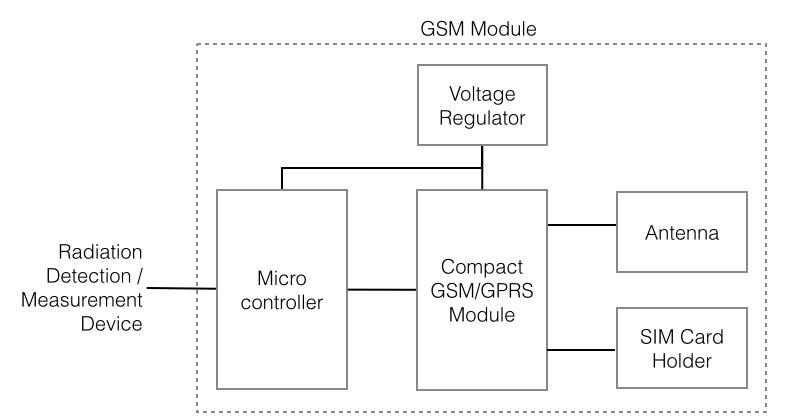 GSM Module
Voltage
Regulator
Radiation
Detection /
Measurement
Device
Micro
controller
Compact
GSM/GPRS
Module
Antenna
SIM Card
Holder